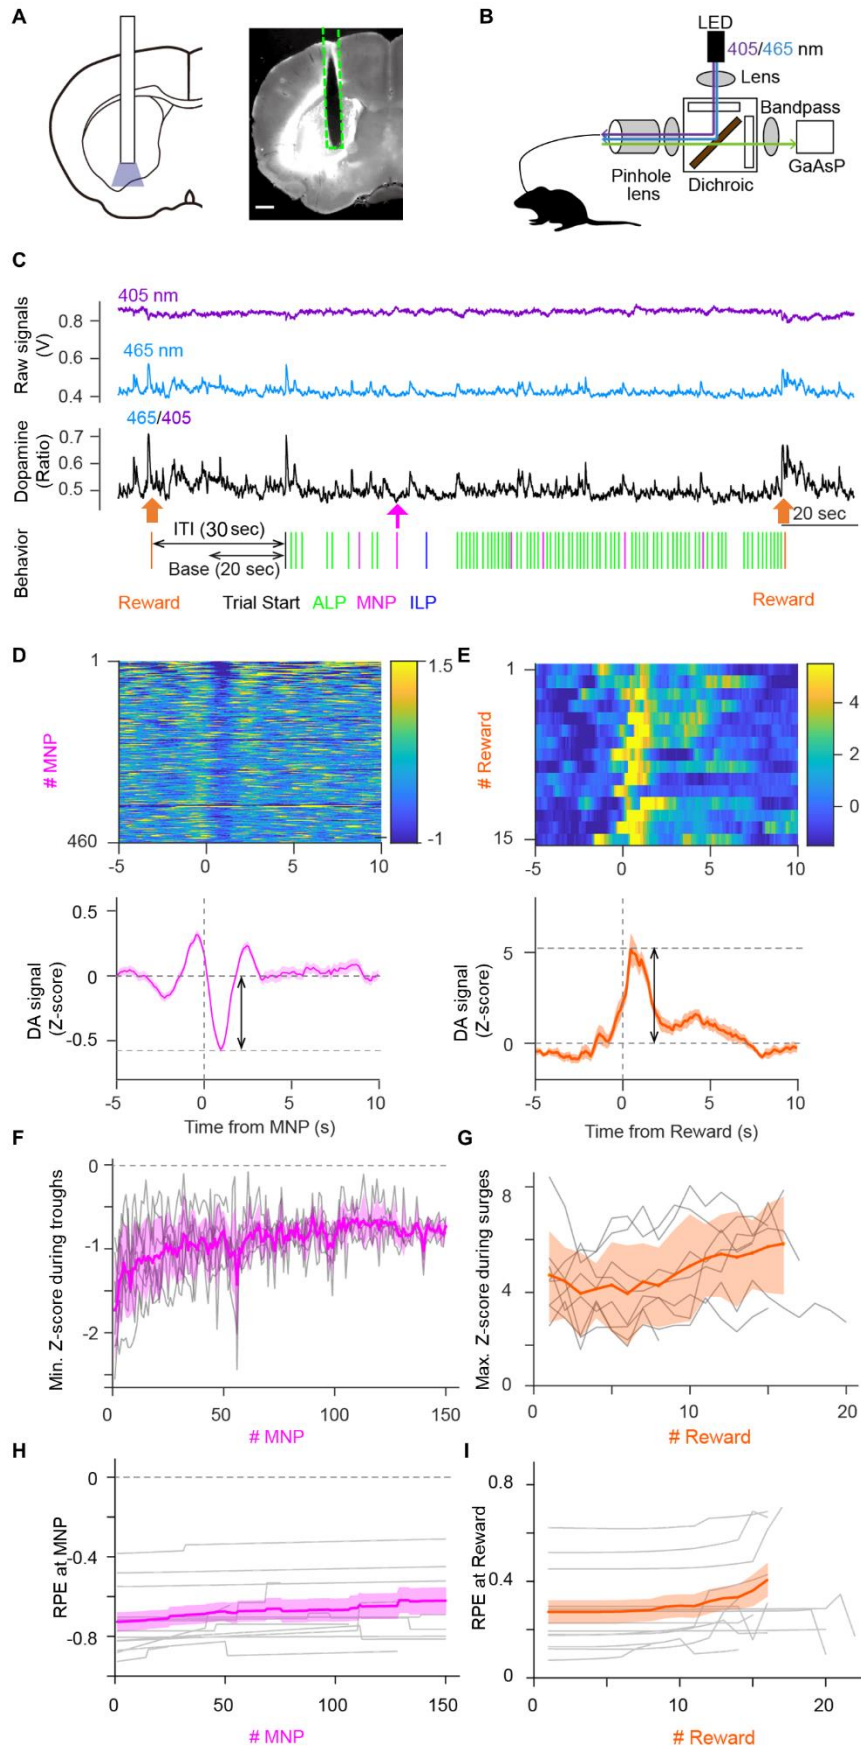 A
B
LED
405/465 nm
Lens
Bandpass
Pinhole
lens
Dichroic
GaAsP
C
Raw signals
(V)
405 nm
0.8
0.6
465 nm
0.4
Dopamine
(Ratio)
465/405
0.7
0.6
0.5
20 sec
Behavior
ITI (30 sec)
Base (20 sec)
Reward
Trial Start
ALP
MNP
ILP
Reward
D
# MNP
1
460
-5
0
5
10
1.5
-1
E
# Reward
1
15
-5
0
5
10
4
2
0
DA signal
(Z-score)
0.5
0
-0.5
-5
0
5
10
Time from MNP (s)
DA signal
(Z-score)
5
0
-5
0
5
10
Time from Reward (s)
F
Min. Z-score during troughs
0
-1
-2
0
50
100
150
# MNP
G
Max. Z-score during surges
8
6
4
2
0
0
10
20
# Reward
H
RPE at MNP
0
-0.4
-0.8
0
50
100
150
# MNP
I
RPE at Reward
0.8
0.4
0
0
10
20
# Reward